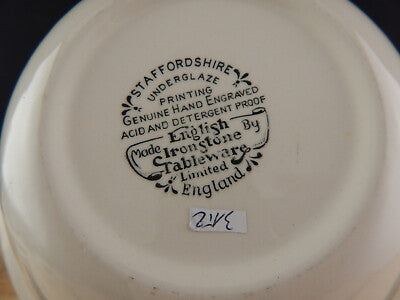 STAFFORDSHIRE
UNDERGLAZE
PRINTING
GENUINE HAND ENGRAVED
ACID AND DETERGENT PROOF
Made English By
Ironstone
Tableware
Limited
England